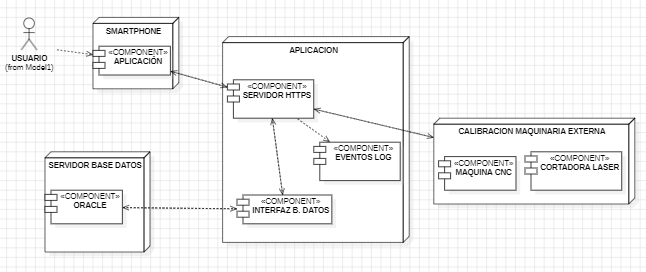 USUARIO
(from Model1)
SMARTPHONE
«COMPONENT»
APLICACIÓN
APLICACION
«COMPONENT»
SERVIDOR HTTPS
«COMPONENT»
EVENTOS LOG
«COMPONENT»
INTERFAZ B. DATOS
CALIBRACION MAQUINARIA EXTERNA
«COMPONENT»
MAQUINA CNC
«COMPONENT»
CORTADORA LASER
SERVIDOR BASE DATOS
«COMPONENT»
ORACLE